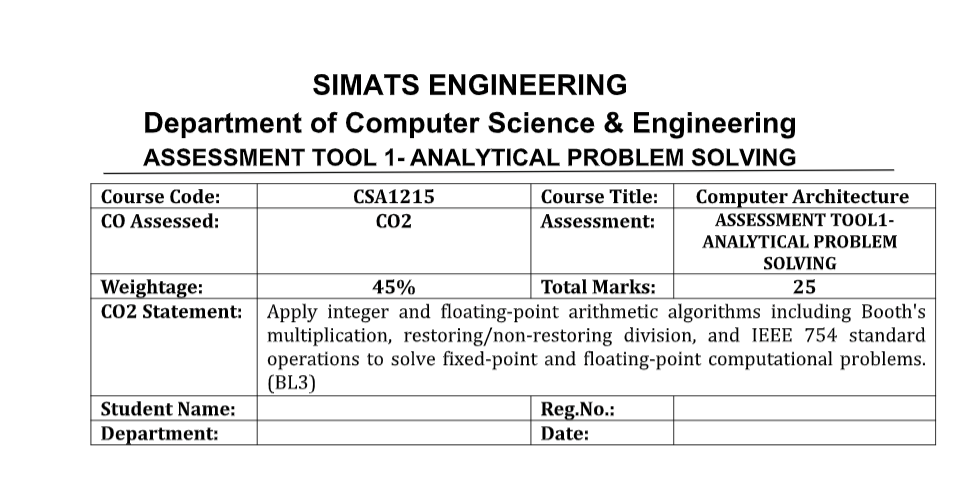 SIMATS ENGINEERING
Department of Computer Science & Engineering
ASSESSMENT TOOL 1- ANALYTICAL PROBLEM SOLVING
Course Code: CSA1215 Course Title: Computer Architecture
CO Assessed: CO2 Assessment: ASSESSMENT TOOL1-
ANALYTICAL PROBLEM
SOLVING
Weightage: 45% Total Marks: 25
CO2 Statement: Apply integer and floating-point arithmetic algorithms including Booth's
multiplication, restoring/non-restoring division, and IEEE 754 standard
operations to solve fixed-point and floating-point computational problems.
(BL3)
Student Name: Reg.No.:
Department: Date: